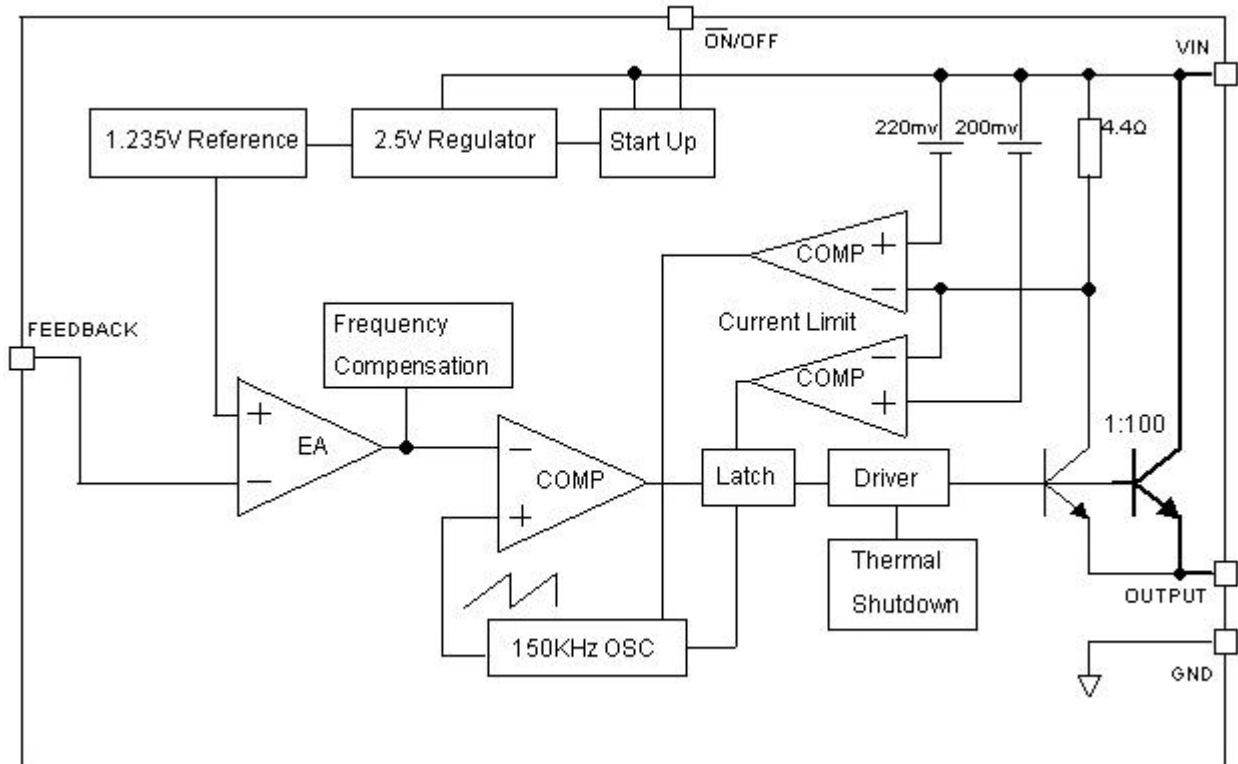 ON/OFF
VIN
1.235V Reference
2.5V Regulator
Start Up
220mv
200mv
4.4Ω
+
COMP
−
FEEDBACK
Frequency
Compensation
Current Limit
−
COMP
+
+
EA
−
−
COMP
+
1:100
Latch
Driver
Thermal
Shutdown
OUTPUT
150KHz OSC
GND